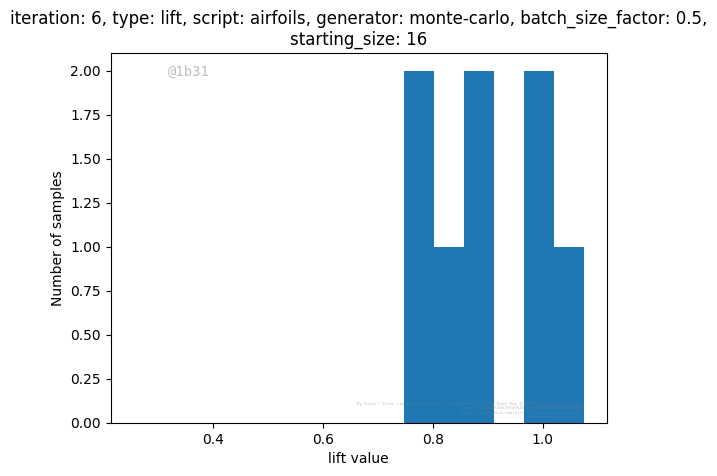 iteration: 6, type: lift, script: airfoils, generator: monte-carlo, batch_size_factor: 0.5,
starting_size: 16
@1b31
2.00
1.75
1.50
1.25
1.00
0.75
0.50
0.25
0.00
Number of samples
0.4 0.6 0.8 1.0
lift value